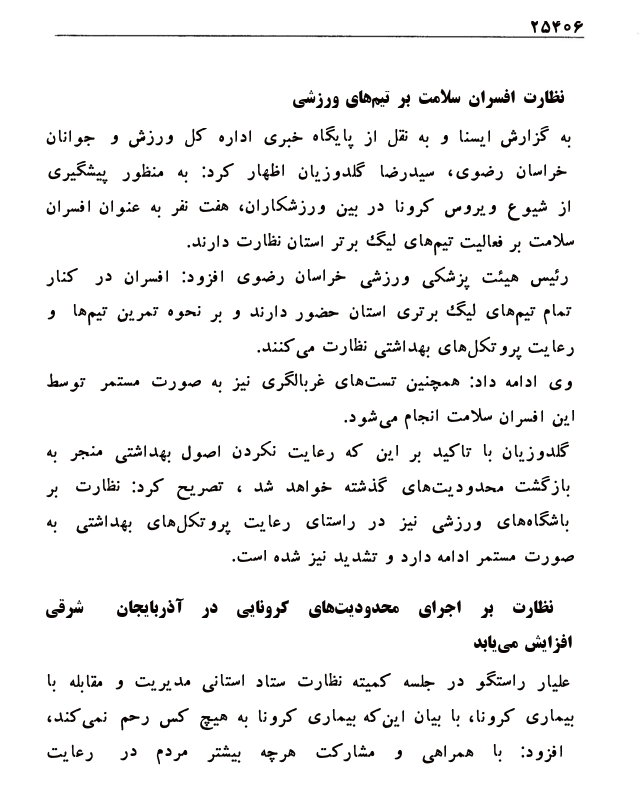 ۲۵۴۰۶
نظارت افسران سلامت بر تیم‌های ورزشی
به گزارش ایسنا و به نقل از پایگاه خبری اداره کل ورزش و جوانان
خراسان رضوی، سیدرضا گلدوزیان اظهار کرد: به منظور پیشگیری
از شیوع ویروس کرونا در بین ورزشکاران، هفت نفر به عنوان افسران
سلامت بر فعالیت تیم‌های لیگ برتر استان نظارت دارند.
رئیس هیئت پزشکی ورزشی خراسان رضوی افزود: افسران در کنار
تمام تیم‌های لیگ برتری استان حضور دارند و بر نحوه تمرین تیم‌ها و
رعایت پروتکل‌های بهداشتی نظارت می‌کنند.
وی ادامه داد: همچنین تست‌های غربالگری نیز به صورت مستمر توسط
این افسران سلامت انجام می‌شود.
گلدوزیان با تاکید بر این که رعایت نکردن اصول بهداشتی منجر به
بازگشت محدودیت‌های گذشته خواهد شد ، تصریح کرد: نظارت بر
باشگاه‌های ورزشی نیز در راستای رعایت پروتکل‌های بهداشتی به
صورت مستمر ادامه دارد و تشدید نیز شده است.
نظارت بر اجرای محدودیت‌های کرونایی در آذربایجان شرقی
افزایش می‌یابد
علیار راستگو در جلسه کمیته نظارت ستاد استانی مدیریت و مقابله با
بیماری کرونا، با بیان این‌که بیماری کرونا به هیچ کس رحم نمی‌کند،
افزود: با همراهی و مشارکت هرچه بیشتر مردم در رعایت